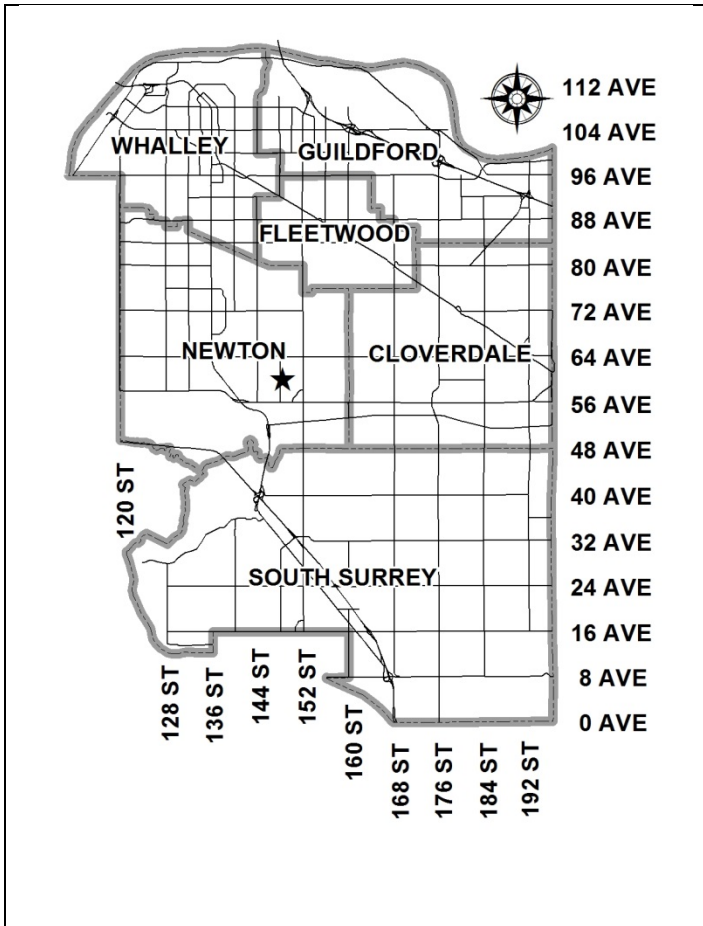 112 AVE
104 AVE
WHALLEY
GUILDFORD
96 AVE
88 AVE
FLEETWOOD
80 AVE
72 AVE
NEWTON
CLOVERDALE
64 AVE
56 AVE
48 AVE
120 ST
40 AVE
32 AVE
SOUTH SURREY
24 AVE
16 AVE
128 ST
136 ST
144 ST
152 ST
160 ST
8 AVE
0 AVE
168 ST
176 ST
184 ST
192 ST